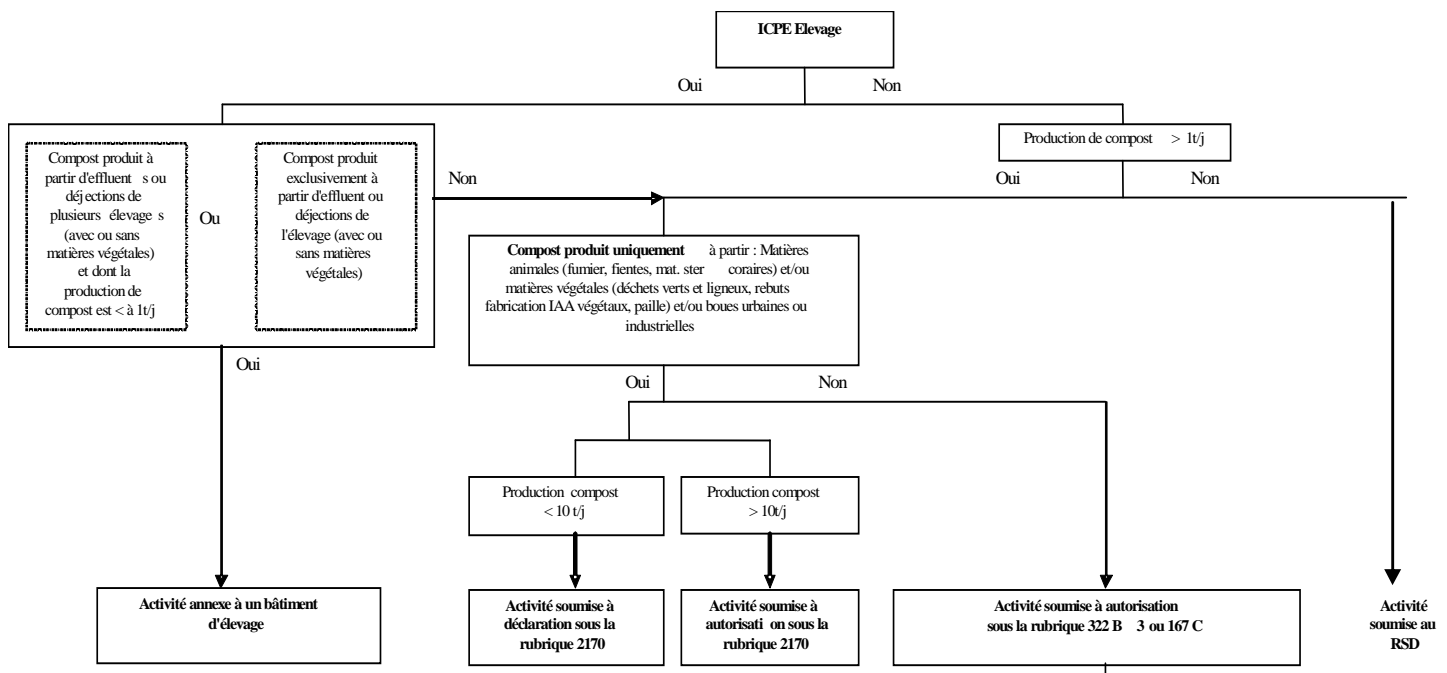 ICPE Elevage
Oui
Non
Production de compost > 1t/j
Oui
Non
Compost produit à
partir d'effluent s ou
déjections de
plusieurs élevage s
(avec ou sans
matières végétales)
et dont la
production de
compost est < à 1t/j
Ou
Compost produit
exclusivement à
partir d'effluent ou
déjections de
l'élevage (avec ou
sans matières
végétales)
Non
Oui
Compost produit uniquement à partir : Matières
animales (fumier, fientes, mat. ster coraires) et/ou
matières végétales (déchets verts et ligneux, rebuts
fabrication IAA végétaux, paille) et/ou boues urbaines ou
industrielles
Oui
Non
Production compost
< 10 t/j
Production compost
> 10t/j
Activité annexe à un bâtiment
d'élevage
Activité soumise à
déclaration sous la
rubrique 2170
Activité soumise à
autorisati on sous la
rubrique 2170
Activité soumise à autorisation
sous la rubrique 322 B 3 ou 167 C
Activité
soumise au
RSD